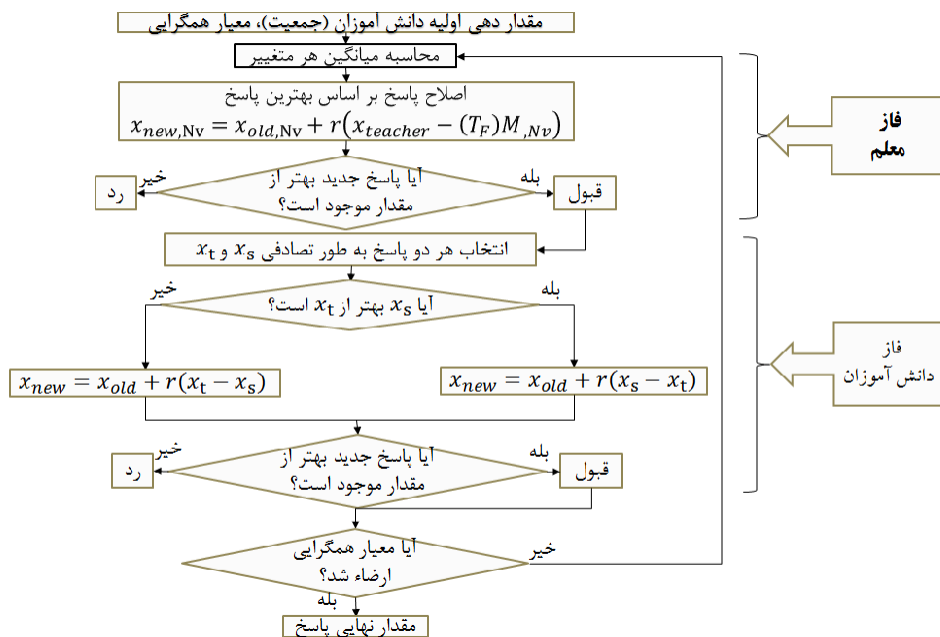 مقدار دهی اولیه دانش آموزان (جمعیت)، معیار همگرایی
محاسبه میانگین هر متغییر
اصلاح پاسخ بر اساس بهترین پاسخ
x_{new,Nv} = x_{old,Nv} + r(x_{teacher} − (T_F)M_{,Nv})
فاز
معلم
آیا پاسخ جدید بهتر از
مقدار موجود است؟
بله
خیر
قبول
رد
انتخاب هر دو پاسخ به طور تصادفی x_s و x_t
آیا x_s بهتر از x_t است؟
بله
خیر
x_{new} = x_{old} + r(x_s − x_t)
x_{new} = x_{old} + r(x_t − x_s)
فاز
دانش آموزان
آیا پاسخ جدید بهتر از
مقدار موجود است؟
بله
خیر
قبول
رد
آیا معیار همگرایی
ارضاء شد؟
خیر
بله
مقدار نهایی پاسخ